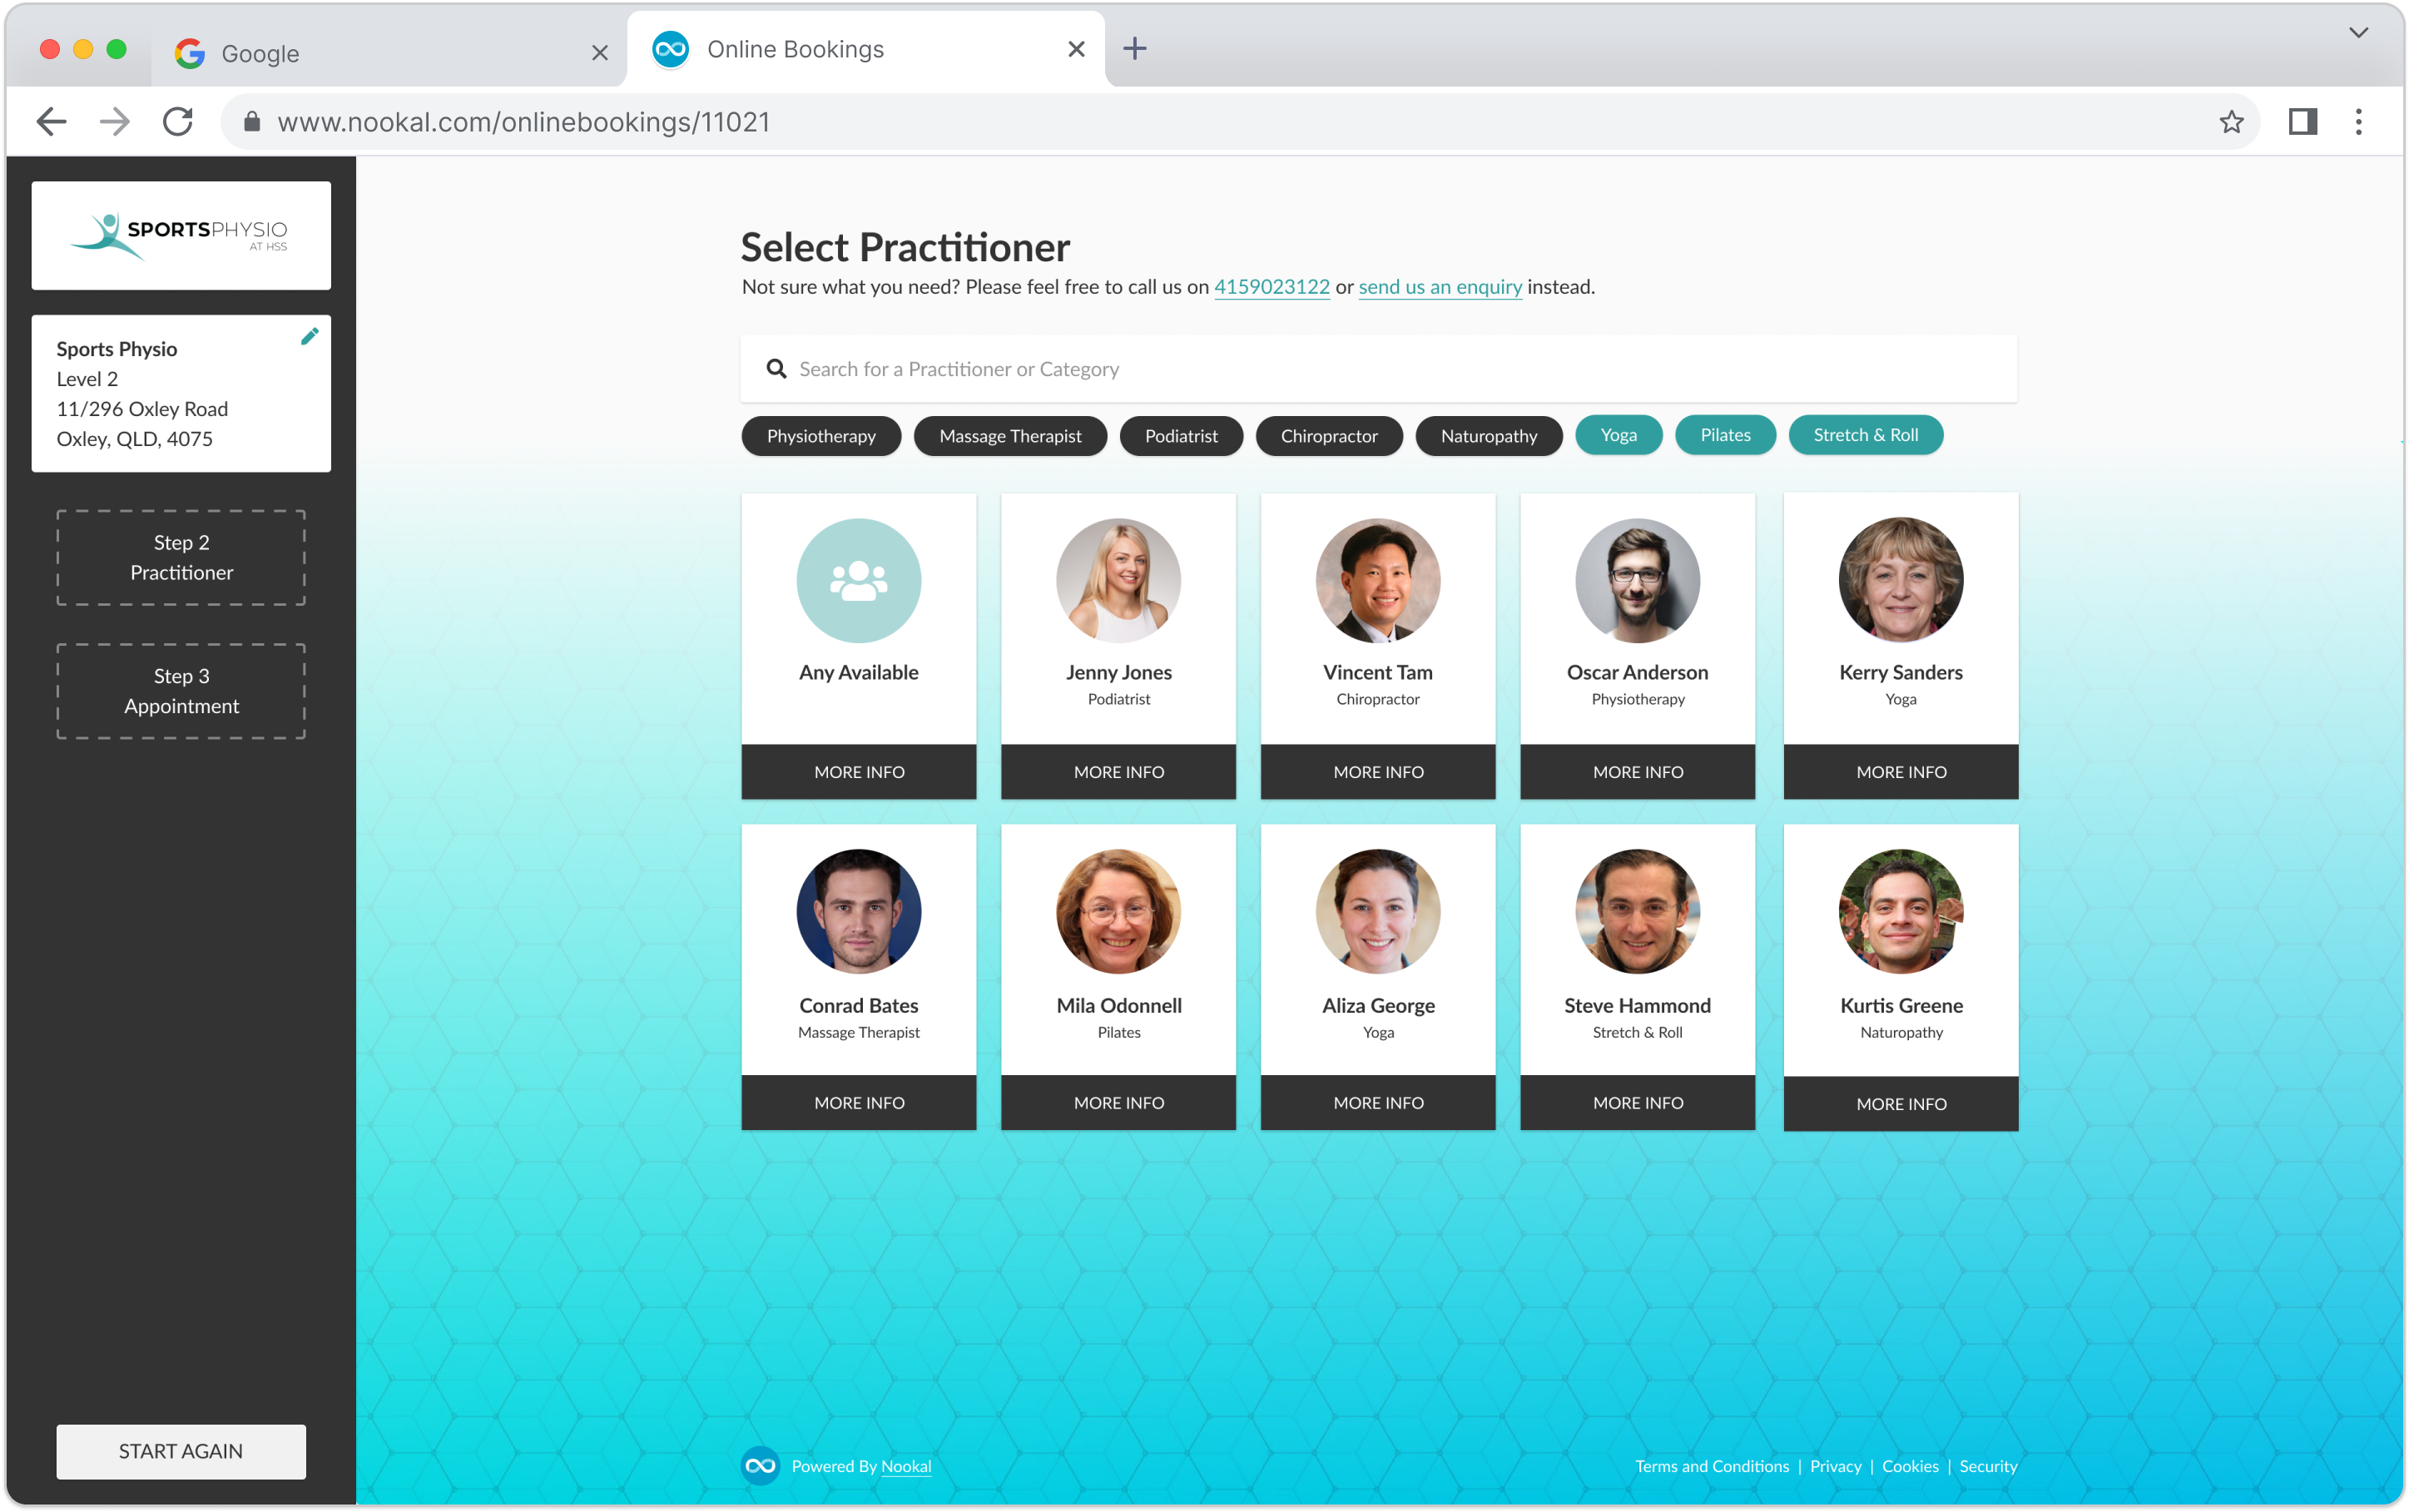 Google
Online Bookings
www.nookal.com/onlinebookings/11021
SPORTSPHYSIO
AT HSS
Sports Physio
Level 2
11/296 Oxley Road
Oxley, QLD, 4075
Step 2
Practitioner
Step 3
Appointment
START AGAIN
Select Practitioner
Not sure what you need? Please feel free to call us on 4159023122 or send us an enquiry instead.
Search for a Practitioner or Category
Physiotherapy Massage Therapist Podiatrist Chiropractor Naturopathy Yoga Pilates Stretch & Roll
Any Available
MORE INFO
Jenny Jones
Podiatrist
MORE INFO
Vincent Tam
Chiropractor
MORE INFO
Oscar Anderson
Physiotherapy
MORE INFO
Kerry Sanders
Yoga
MORE INFO
Conrad Bates
Massage Therapist
MORE INFO
Mila Odonnell
Pilates
MORE INFO
Aliza George
Yoga
MORE INFO
Steve Hammond
Stretch & Roll
MORE INFO
Kurtis Greene
Naturopathy
MORE INFO
Powered By Nookal
Terms and Conditions | Privacy | Cookies | Security